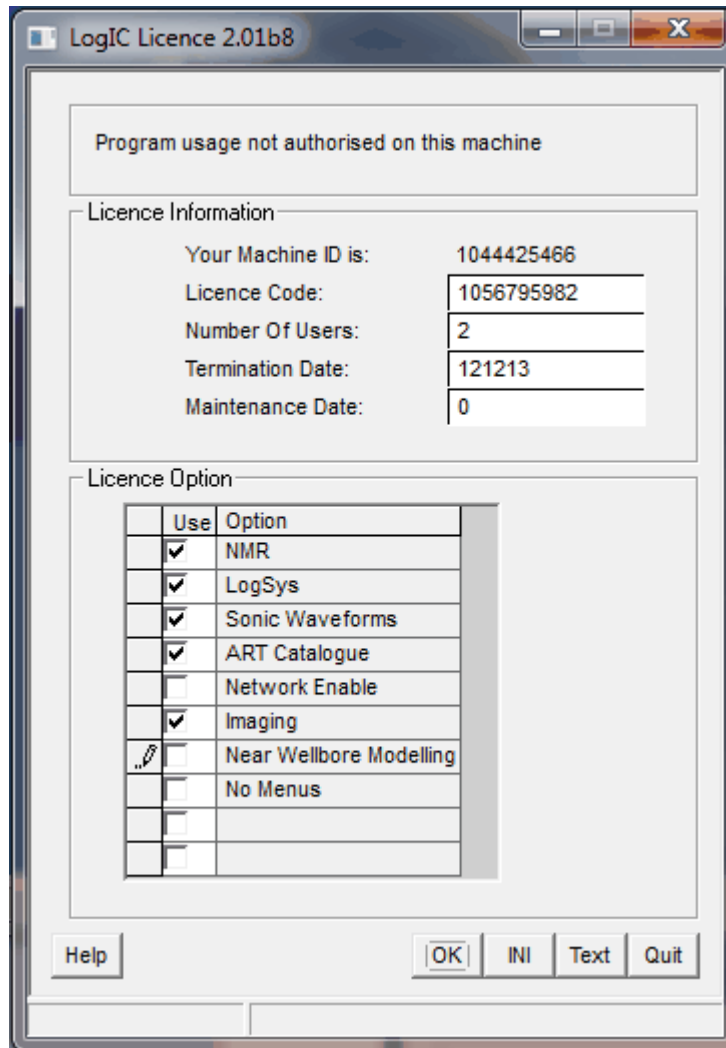 LogIC Licence 2.01b8
Program usage not authorised on this machine
Licence Information
Your Machine ID is: 1044425466
Licence Code: 1056795982
Number Of Users: 2
Termination Date: 121213
Maintenance Date: 0
Licence Option
Use Option
NMR
LogSys
Sonic Waveforms
ART Catalogue
Network Enable
Imaging
Near Wellbore Modelling
No Menus
Help OK INI Text Quit